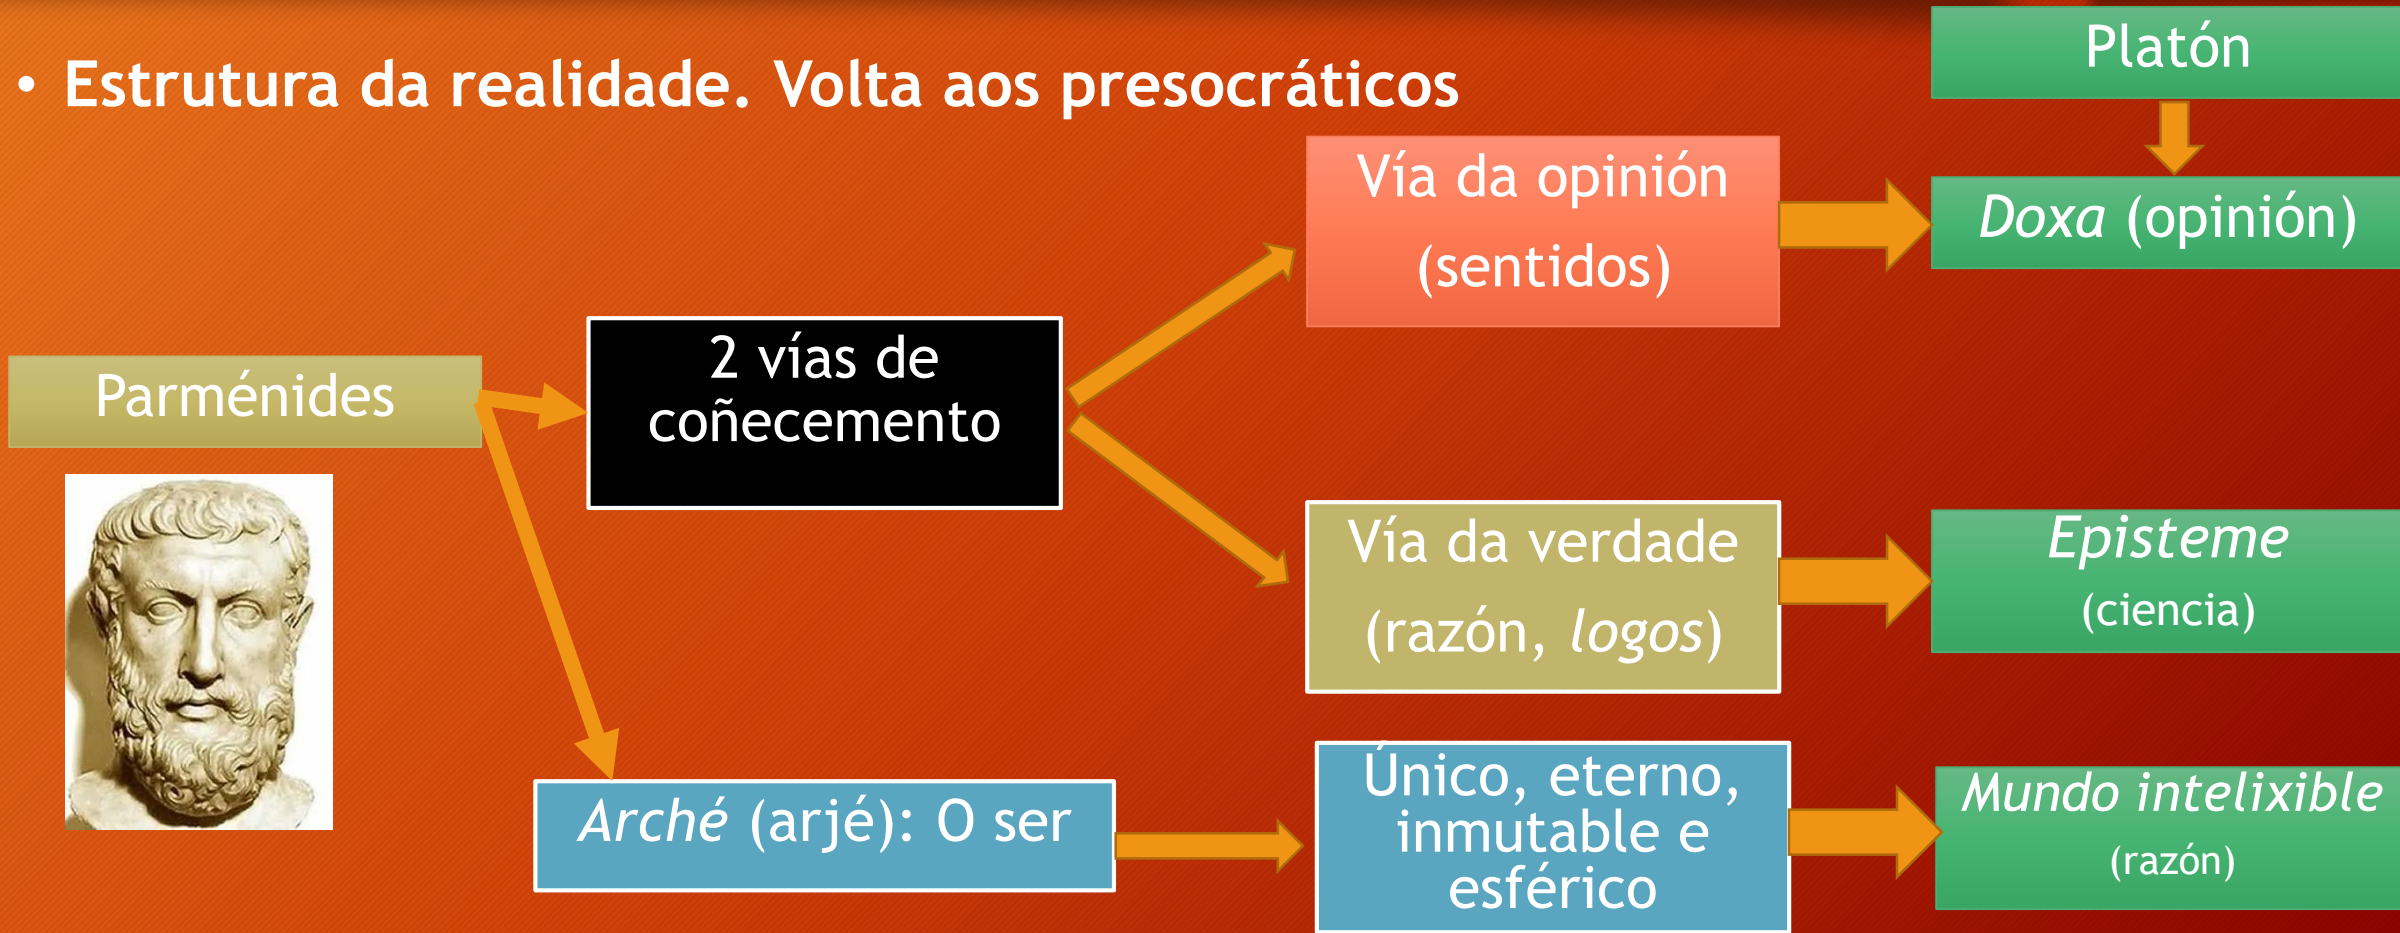 • Estrutura da realidade. Volta aos presocráticos
Platón
Vía da opinión
(sentidos)
Doxa (opinión)
2 vías de
coñecemento
Parménides
Vía da verdade
(razón, logos)
Episteme
(ciencia)
Arché (arjé): O ser
Único, eterno,
inmutable e
esférico
Mundo intelixible
(razón)